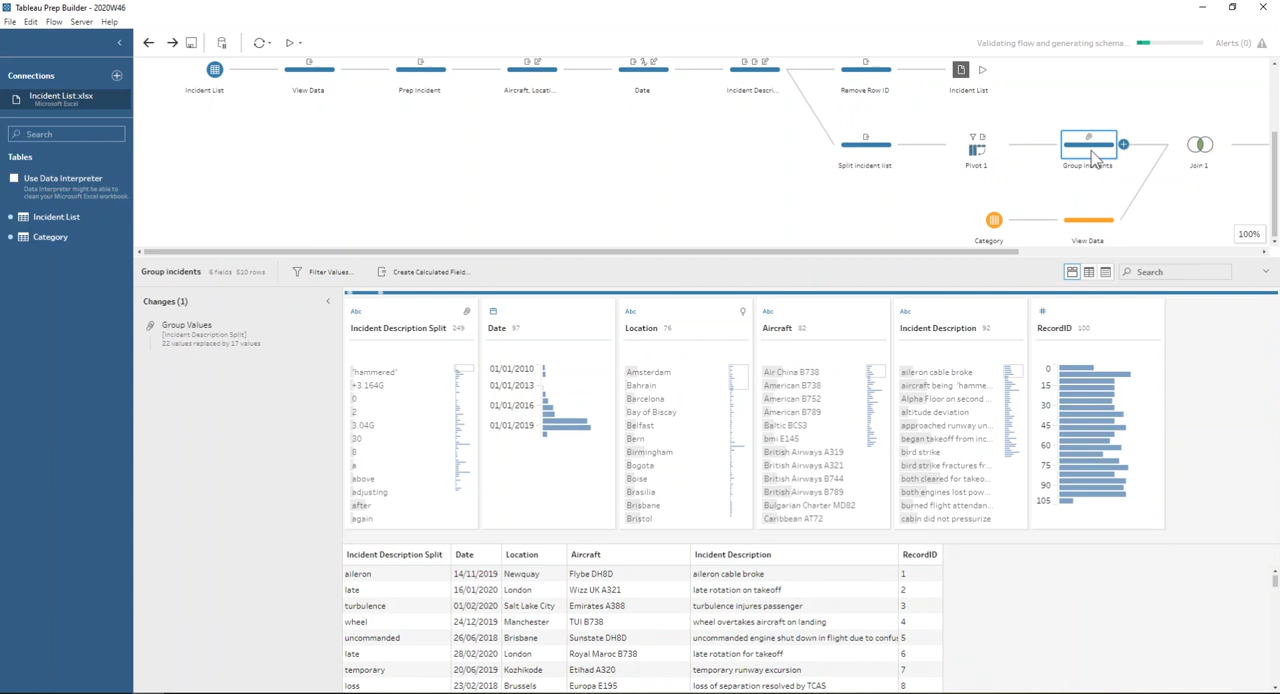 Tableau Prep Builder - 2020W46
File Edit Flow Server Help
Validating flow and generating schema...
Alerts (0)
Connections
Incident List.xlsx
Microsoft Excel
Search
Tables
Use Data Interpreter
Data Interpreter might be able to
clean your Microsoft Excel workbook.
Incident List
Category
Incident List View Data Prep Incident Aircraft, Locati... Date Incident Descri... Remove Row ID Incident List
Split incident list Pivot 1 Group incidents Join 1
Category View Data
100%
Group incidents 6 fields 510 rows Filter Values... Create Calculated Field... Search
Changes (1)
Group Values
[Incident Description Split]
22 values replaced by 17 values
Abc Abc Abc Abc #
Incident Description Split 249 Date 97 Location 76 Aircraft 82 Incident Description 92 RecordID 100
'hammered'
+3.164G
0
2
3.04G
30
8
a
above
adjusting
after
again
01/01/2010
01/01/2013
01/01/2016
01/01/2019
Amsterdam
Bahrain
Barcelona
Bay of Biscay
Belfast
Bern
Birmingham
Bogota
Boise
Brasilia
Brisbane
Bristol
Air China B738
American B738
American B752
American B789
Baltic BCS3
bmi E145
British Airways A319
British Airways A321
British Airways B744
British Airways B789
Bulgarian Charter MD82
Caribbean AT72
aileron cable broke
aircraft being 'hamme...
Alpha Floor on second ...
altitude deviation
approached runway un...
began takeoff from inc...
bird strike
bird strike fractures fr...
both cleared for takeo...
both engines lost pow...
burned flight attendan...
cabin did not pressurize
0
15
30
45
60
75
90
105
Incident Description Split Date Location Aircraft Incident Description RecordID
aileron 14/11/2019 Newquay Flybe DH8D aileron cable broke 1
late 16/01/2020 London Wizz UK A321 late rotation on takeoff 2
turbulence 01/02/2020 Salt Lake City Emirates A388 turbulence injures passenger 3
wheel 24/12/2019 Manchester TUI B738 wheel overtakes aircraft on landing 4
uncommanded 26/06/2018 Brisbane Sunstate DH8D uncommanded engine shut down in flight due to confus 5
late 28/02/2020 London Royal Maroc B738 late rotation for takeoff 6
temporary 20/06/2019 Kozhikode Etihad A320 temporary runway excursion 7
loss 23/02/2018 Brussels Europa E195 loss of separation resolved by TCAS 8